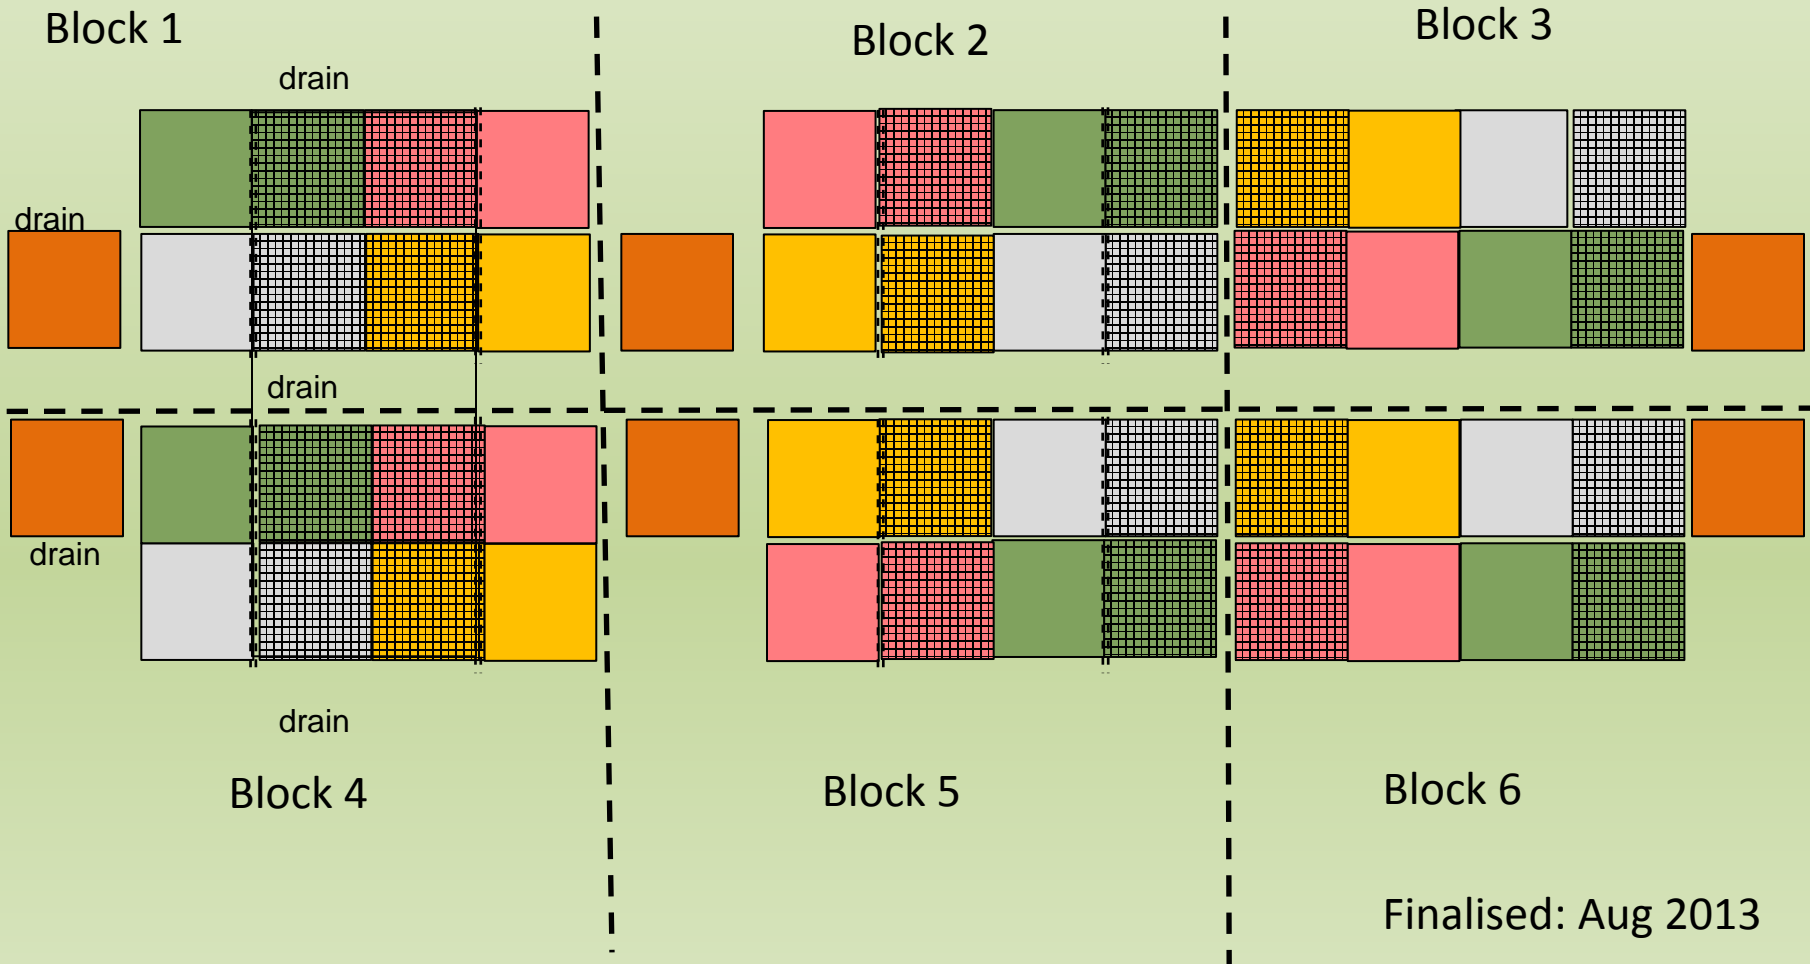 Block 1
Block 2
Block 3
drain
drain
drain
drain
drain
Block 4
Block 5
Block 6
Finalised: Aug 2013